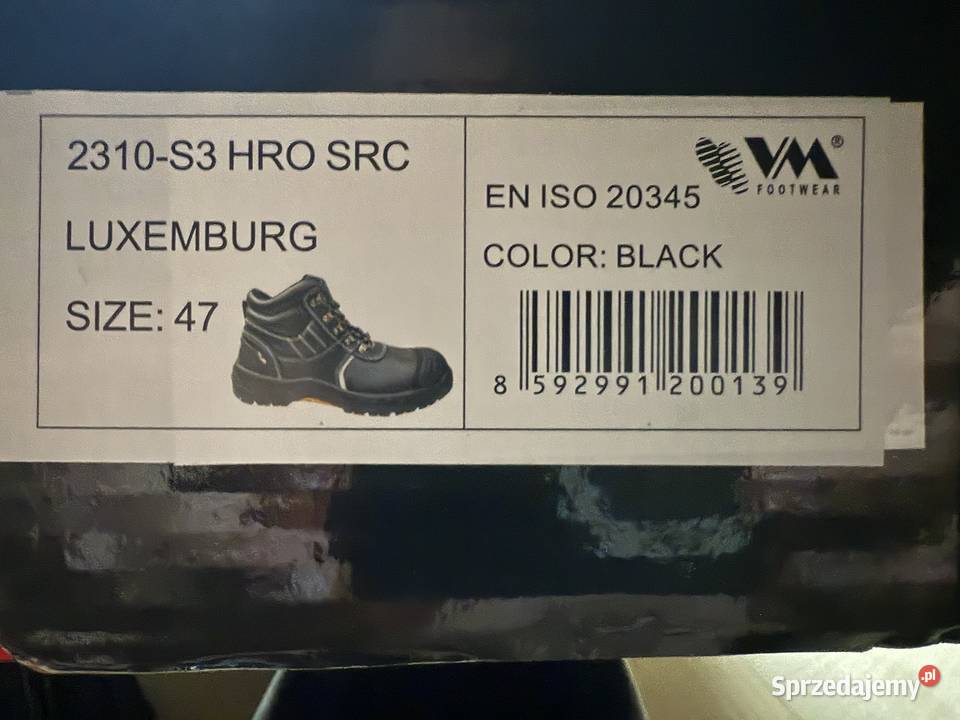 2310-S3 HRO SRC
LUXEMBURG
SIZE: 47
VM®
FOOTWEAR
EN ISO 20345
COLOR: BLACK
8 592991 200139
Sprzedajemy.pl